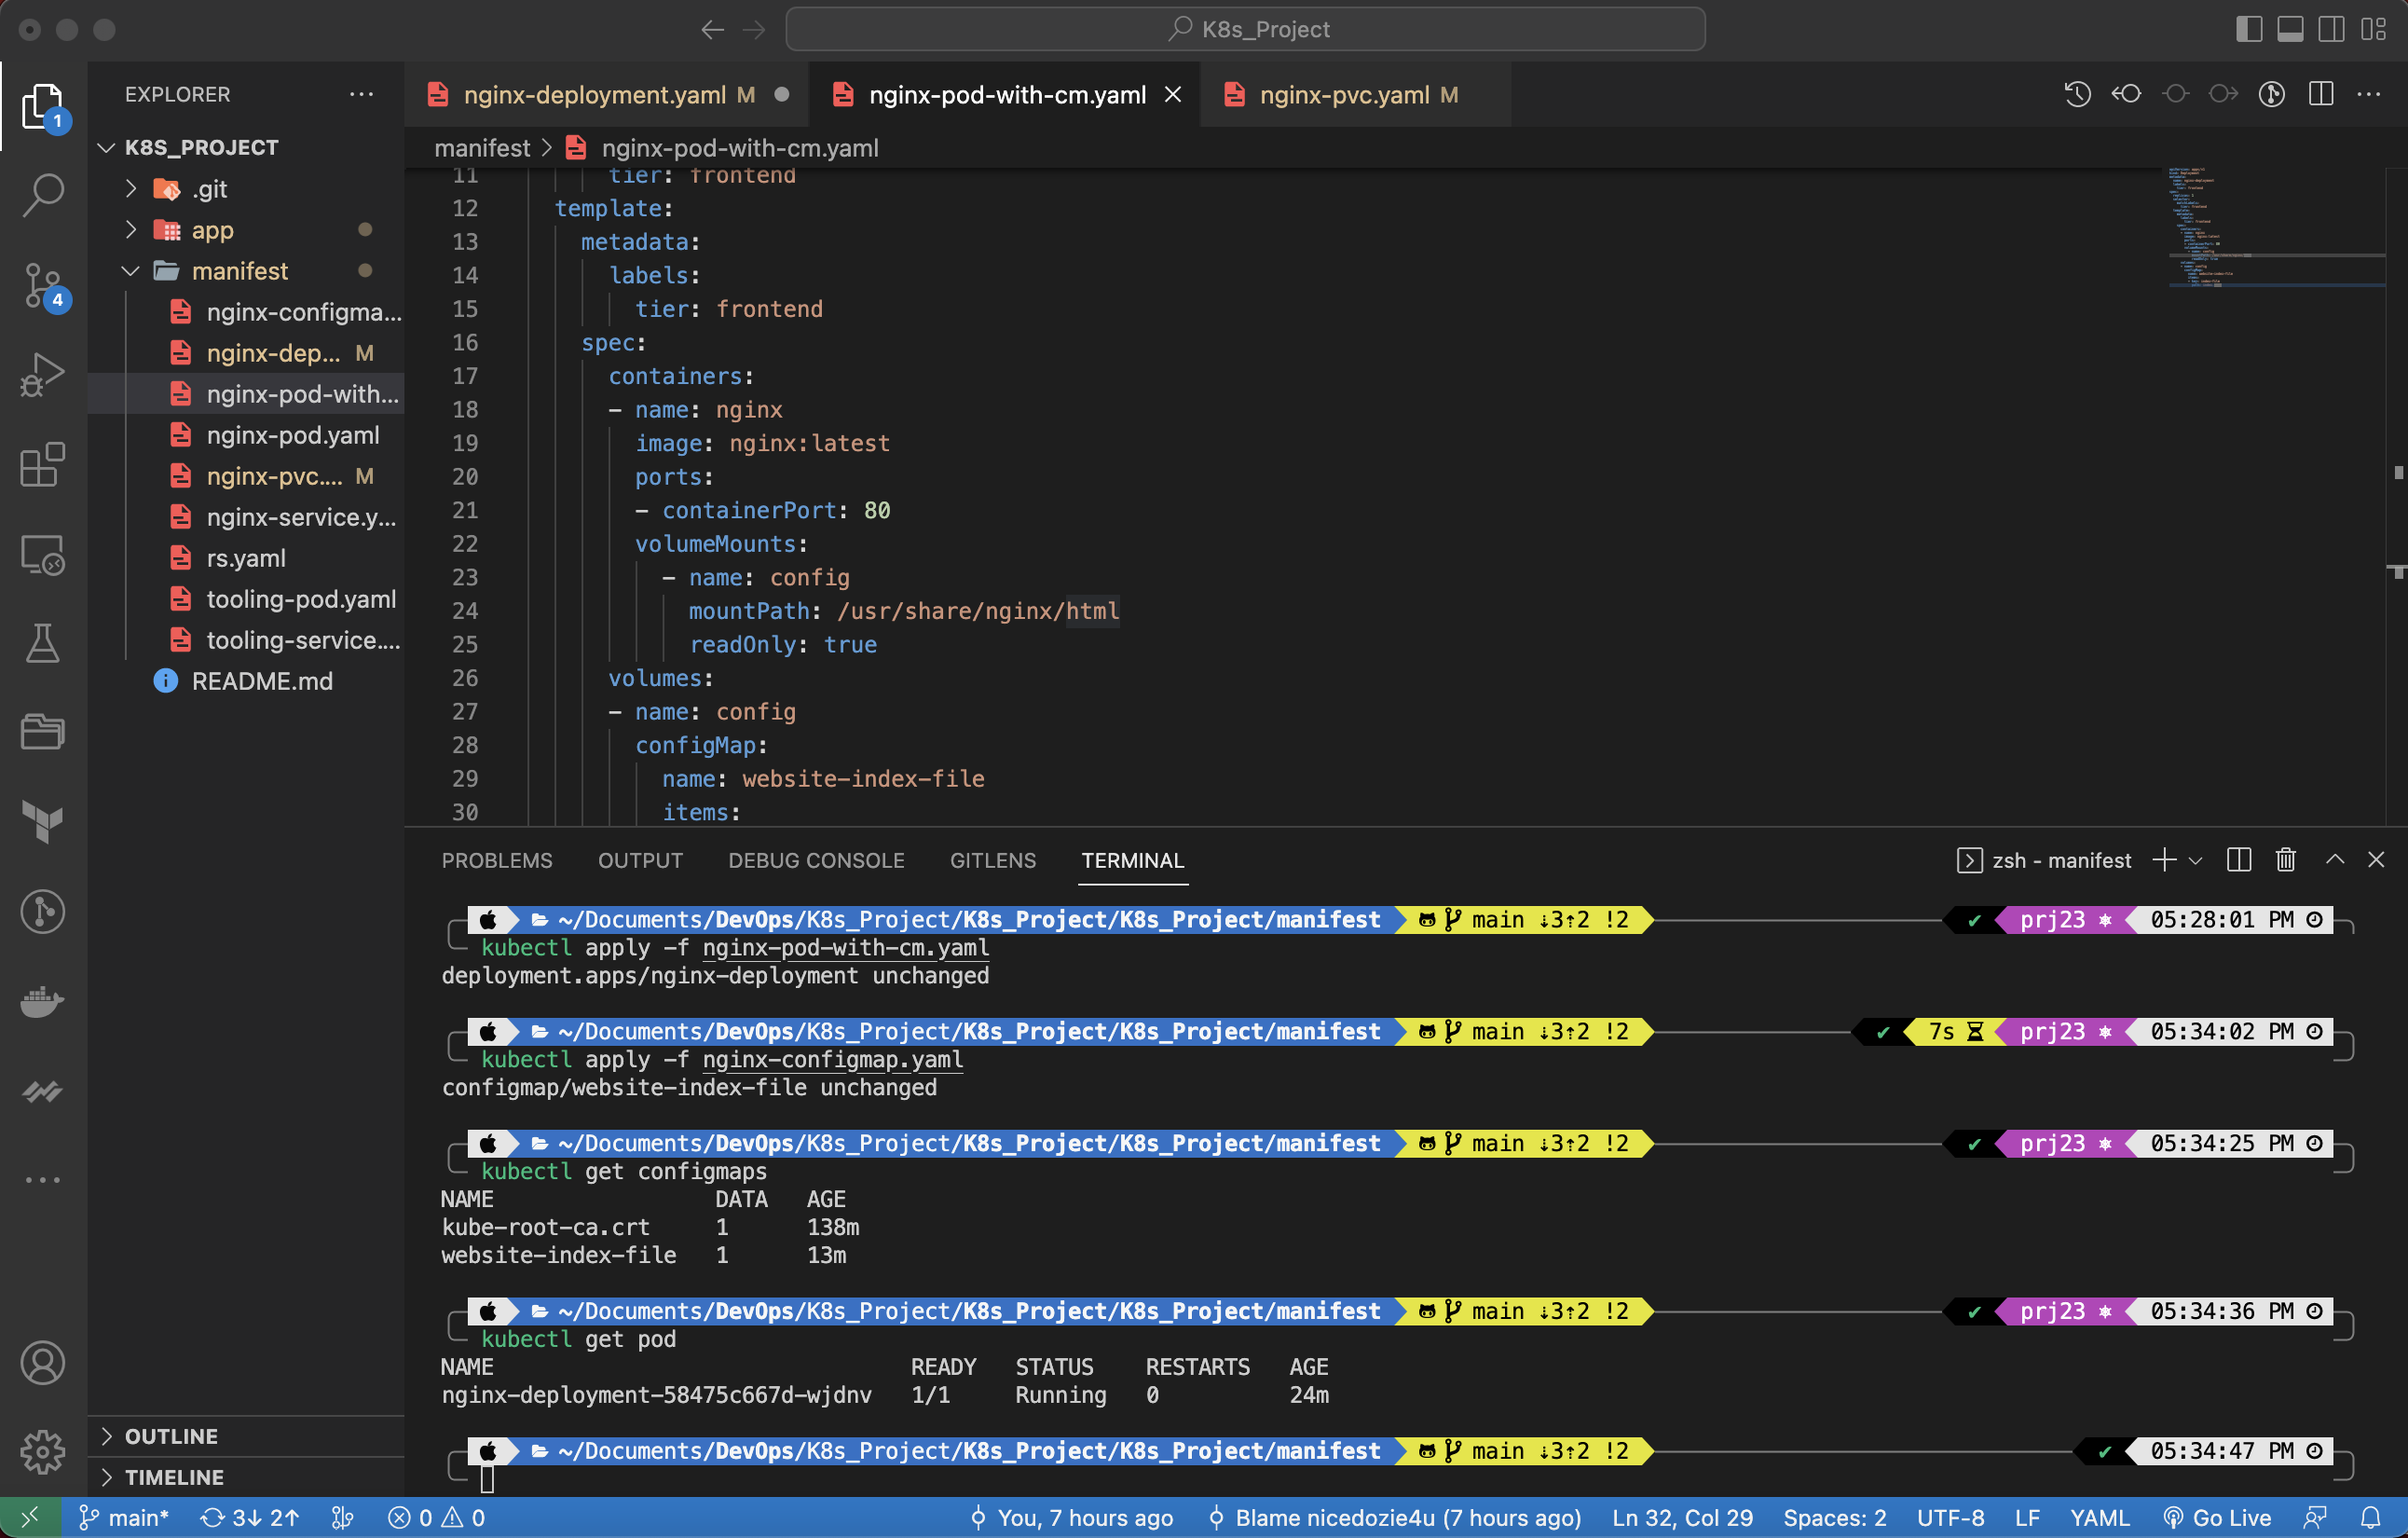 K8s_Project
EXPLORER
nginx-deployment.yaml M
nginx-pod-with-cm.yaml
nginx-pvc.yaml M
K8S_PROJECT
.git
app
manifest
nginx-configma...
nginx-dep... M
nginx-pod-with...
nginx-pod.yaml
nginx-pvc.... M
nginx-service.y...
rs.yaml
tooling-pod.yaml
tooling-service....
README.md
OUTLINE
TIMELINE
1
4
manifest > nginx-pod-with-cm.yaml
11 tier: frontend
12 template:
13 metadata:
14 labels:
15 tier: frontend
16 spec:
17 containers:
18 - name: nginx
19 image: nginx:latest
20 ports:
21 - containerPort: 80
22 volumeMounts:
23 - name: config
24 mountPath: /usr/share/nginx/html
25 readOnly: true
26 volumes:
27 - name: config
28 configMap:
29 name: website-index-file
30 items:
PROBLEMS OUTPUT DEBUG CONSOLE GITLENS TERMINAL zsh - manifest
~/Documents/DevOps/K8s_Project/K8s_Project/K8s_Project/manifest main ⇣3⇡2 !2 ✔ prj23 05:28:01 PM
kubectl apply -f nginx-pod-with-cm.yaml
deployment.apps/nginx-deployment unchanged
~/Documents/DevOps/K8s_Project/K8s_Project/K8s_Project/manifest main ⇣3⇡2 !2 ✔ 7s prj23 05:34:02 PM
kubectl apply -f nginx-configmap.yaml
configmap/website-index-file unchanged
~/Documents/DevOps/K8s_Project/K8s_Project/K8s_Project/manifest main ⇣3⇡2 !2 ✔ prj23 05:34:25 PM
kubectl get configmaps
NAME DATA AGE
kube-root-ca.crt 1 138m
website-index-file 1 13m
~/Documents/DevOps/K8s_Project/K8s_Project/K8s_Project/manifest main ⇣3⇡2 !2 ✔ prj23 05:34:36 PM
kubectl get pod
NAME READY STATUS RESTARTS AGE
nginx-deployment-58475c667d-wjdnv 1/1 Running 0 24m
~/Documents/DevOps/K8s_Project/K8s_Project/K8s_Project/manifest main ⇣3⇡2 !2 ✔ 05:34:47 PM
main* 3↓ 2↑ 0 0 You, 7 hours ago Blame nicedozie4u (7 hours ago) Ln 32, Col 29 Spaces: 2 UTF-8 LF YAML Go Live